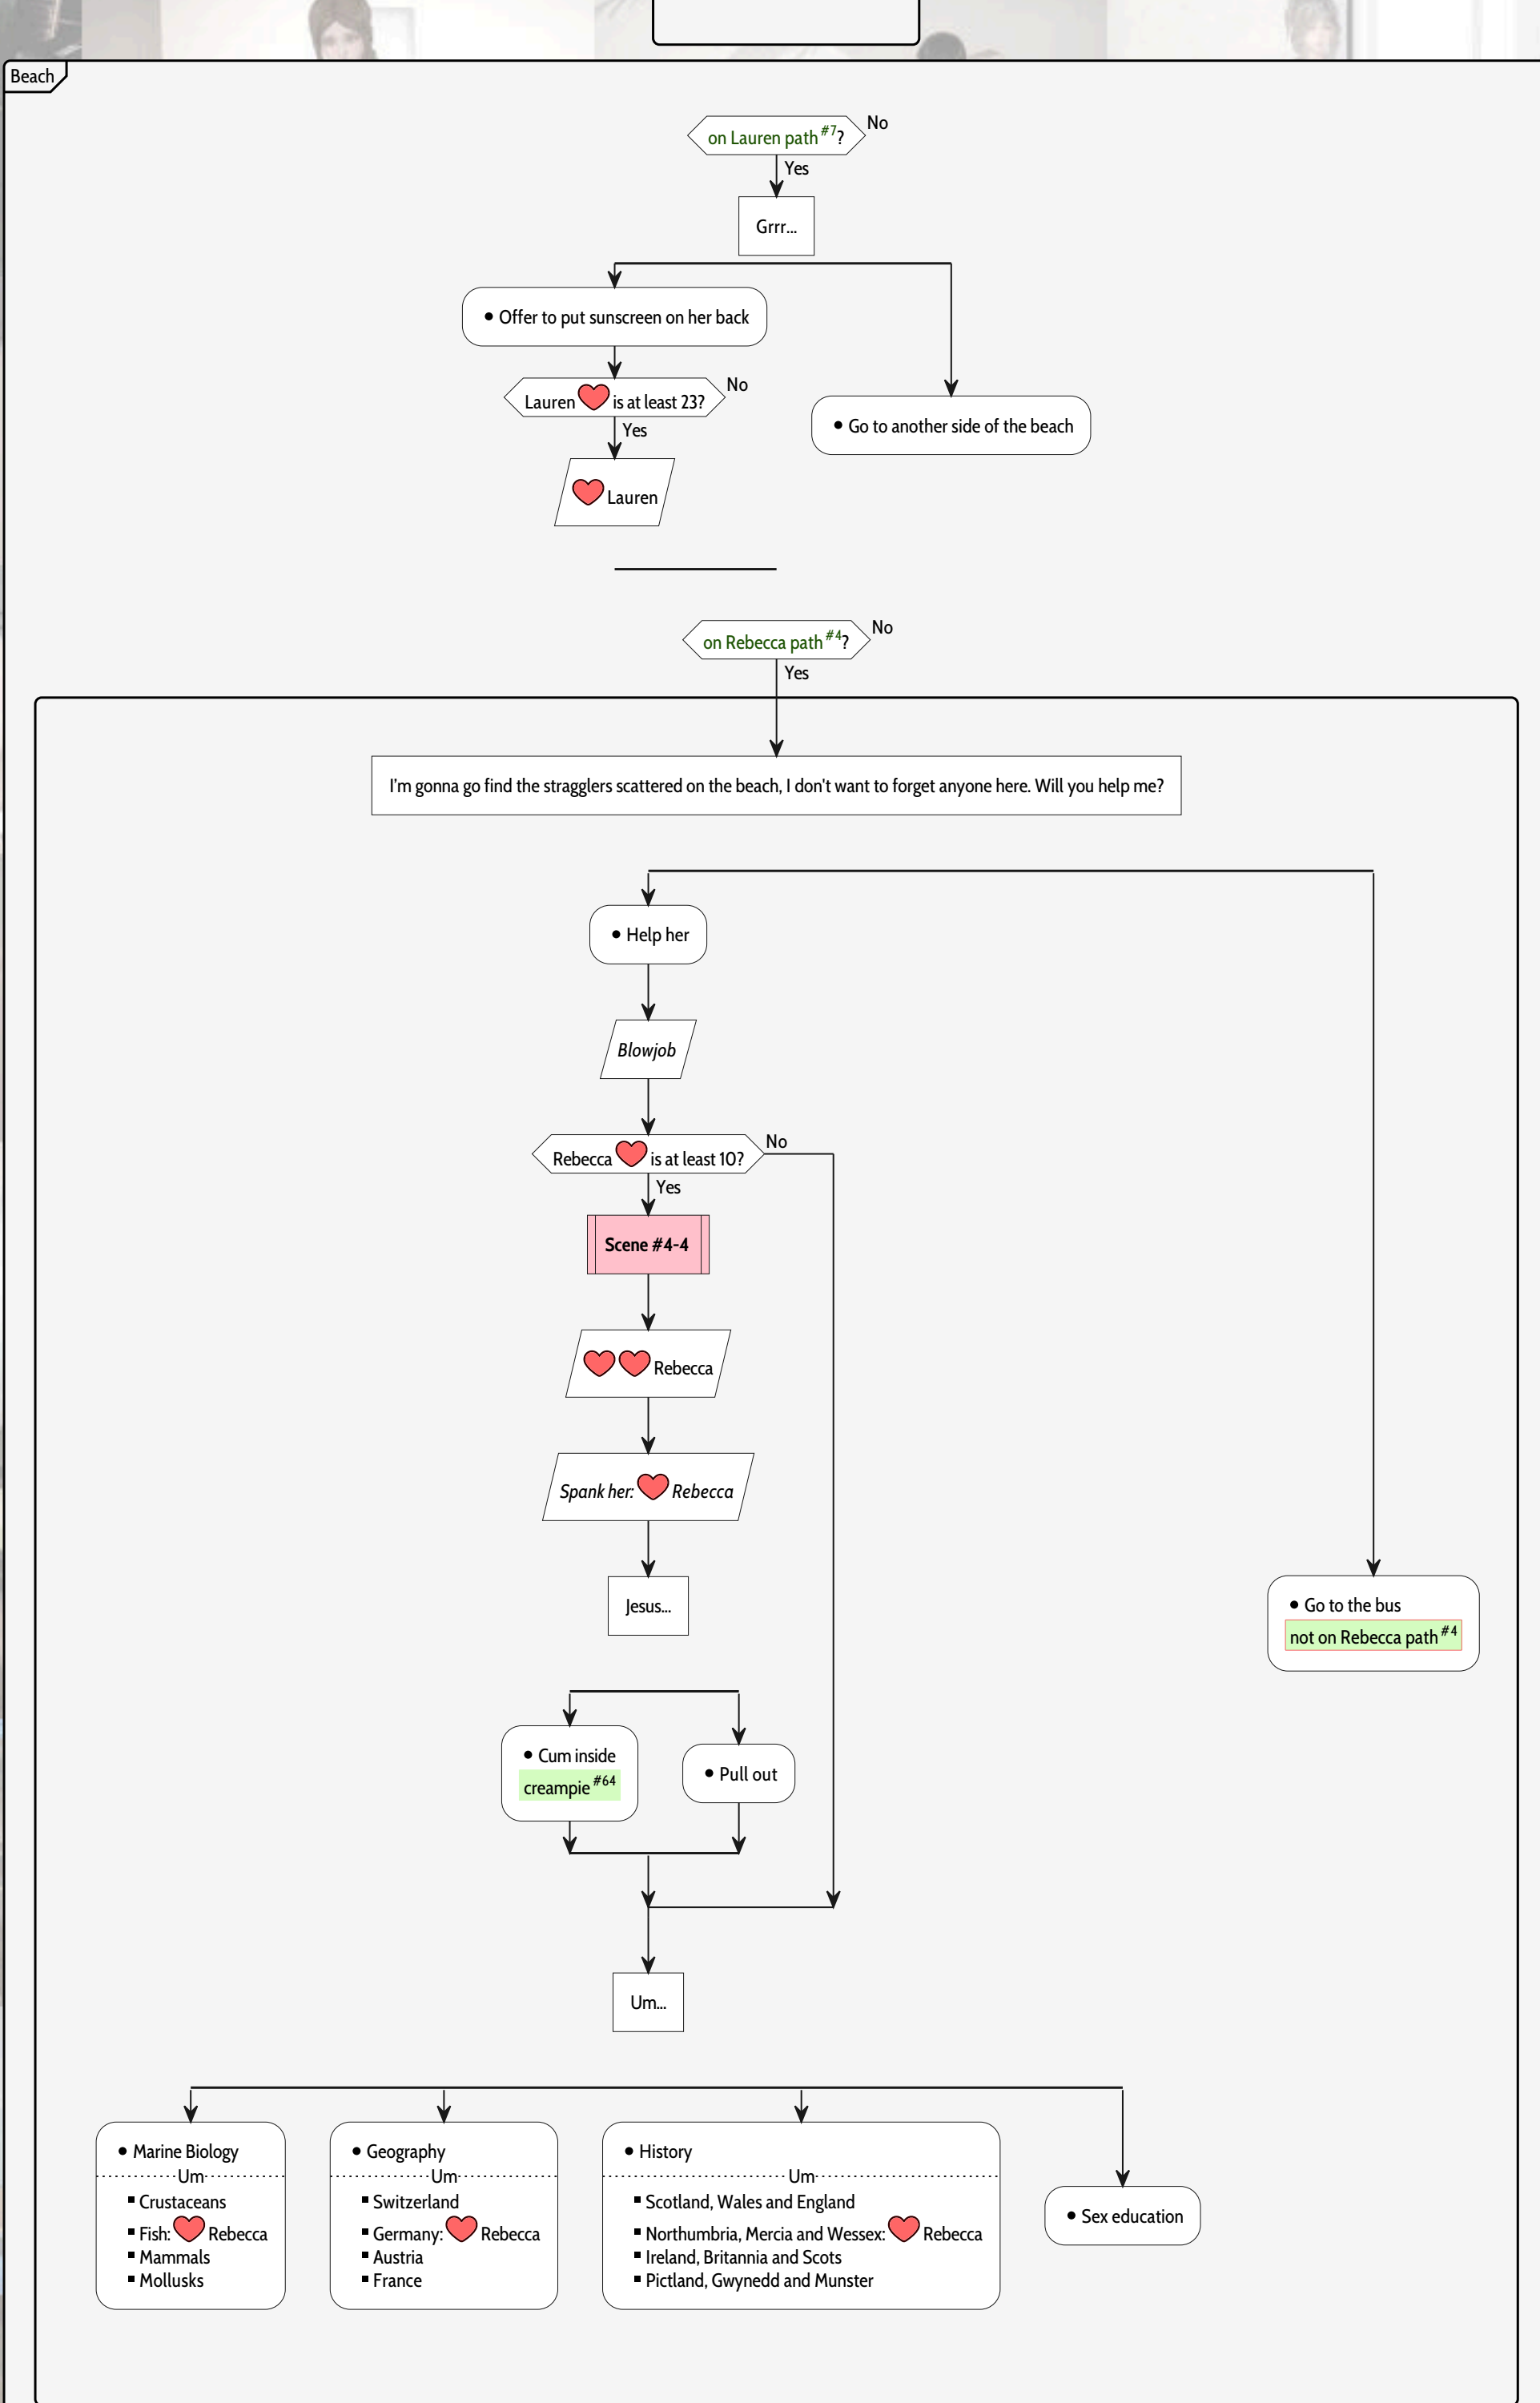 Beach
on Lauren path #7?
No
Yes
Grrr...
• Offer to put sunscreen on her back
Lauren ❤ is at least 23?
No
Yes
• Go to another side of the beach
❤ Lauren
on Rebecca path #4?
No
Yes
I'm gonna go find the stragglers scattered on the beach, I don't want to forget anyone here. Will you help me?
• Help her
Blowjob
Rebecca ❤ is at least 10?
No
Yes
Scene #4-4
❤❤ Rebecca
Spank her: ❤ Rebecca
Jesus...
• Go to the bus
not on Rebecca path #4
• Cum inside
creampie #64
• Pull out
Um...
• Marine Biology
Um
▪ Crustaceans
▪ Fish: ❤ Rebecca
▪ Mammals
▪ Mollusks
• Geography
Um
▪ Switzerland
▪ Germany: ❤ Rebecca
▪ Austria
▪ France
• History
Um
▪ Scotland, Wales and England
▪ Northumbria, Mercia and Wessex: ❤ Rebecca
▪ Ireland, Britannia and Scots
▪ Pictland, Gwynedd and Munster
• Sex education